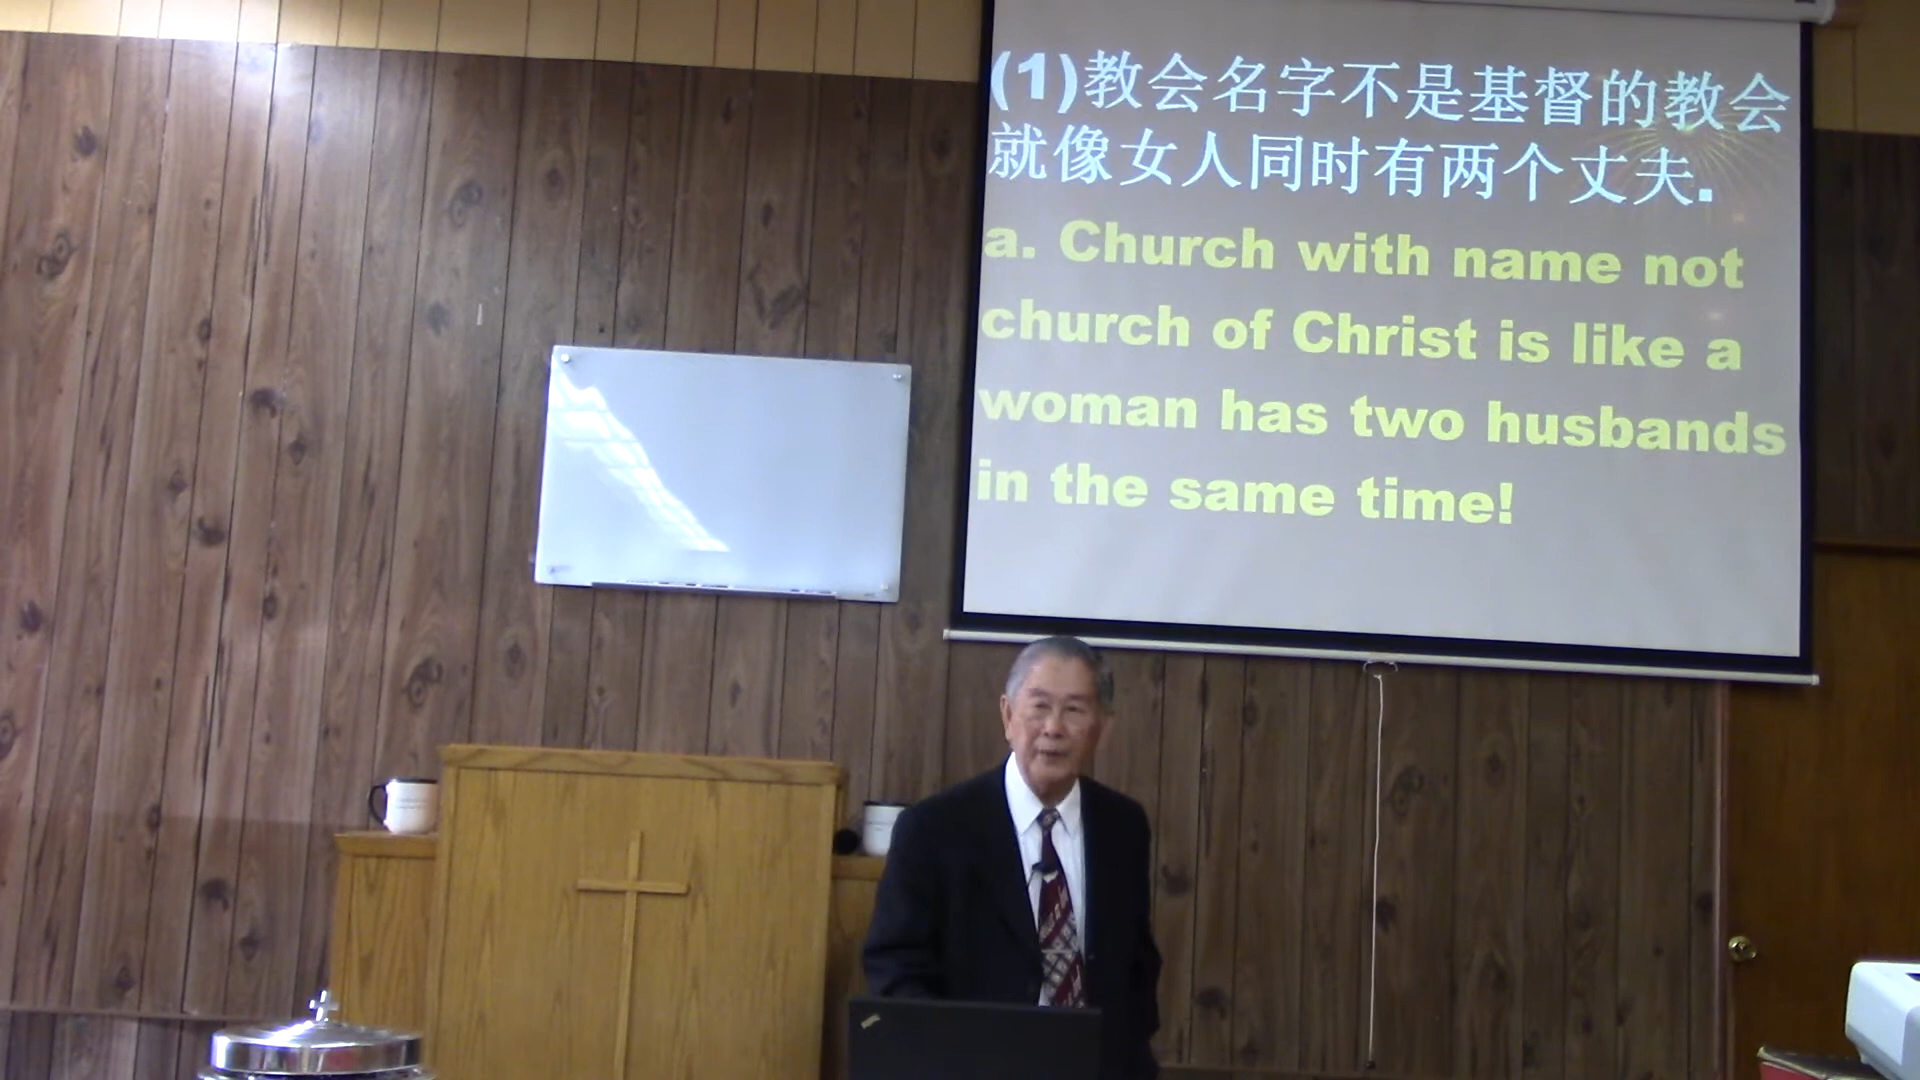 (1)教会名字不是基督的教会
就像女人同时有两个丈夫.
a. Church with name not
church of Christ is like a
woman has two husbands
in the same time!